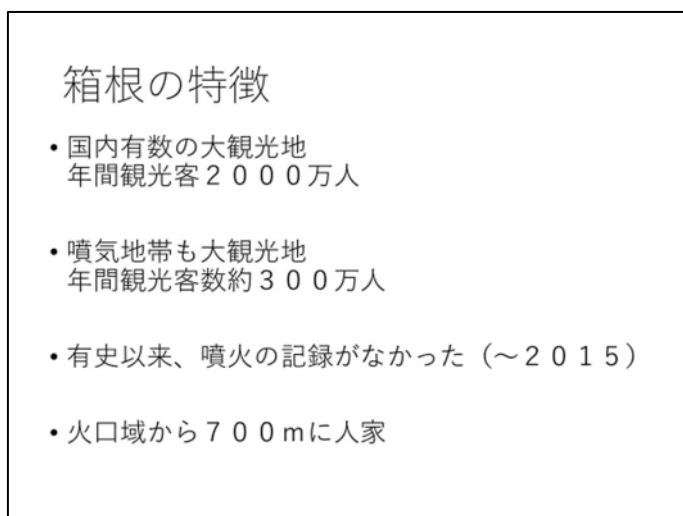 箱根の特徴
• 国内有数の大観光地
年間観光客２０００万人
• 噴気地帯も大観光地
年間観光客数約３００万人
• 有史以来、噴火の記録がなかった（～２０１５）
• 火口域から７００ｍに人家